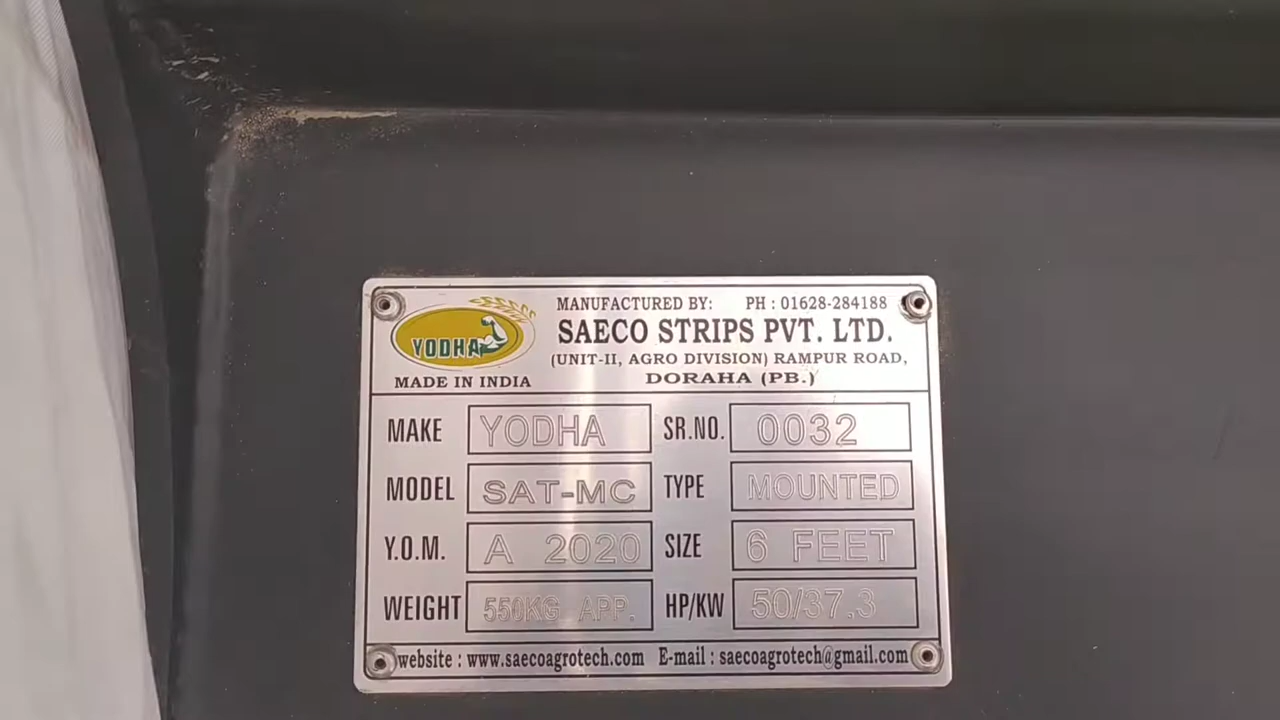 YODHA
MADE IN INDIA
MANUFACTURED BY: PH : 01628-284188
SAECO STRIPS PVT. LTD.
(UNIT-II, AGRO DIVISION) RAMPUR ROAD,
DORAHA (PB.)
MAKE YODHA SR.NO. 0032
MODEL SAT-MC TYPE MOUNTED
Y.O.M. A 2020 SIZE 6 FEET
WEIGHT 550KG APP. HP/KW 50/37.3
website : www.saecoagrotech.com E-mail : saecoagrotech@gmail.com